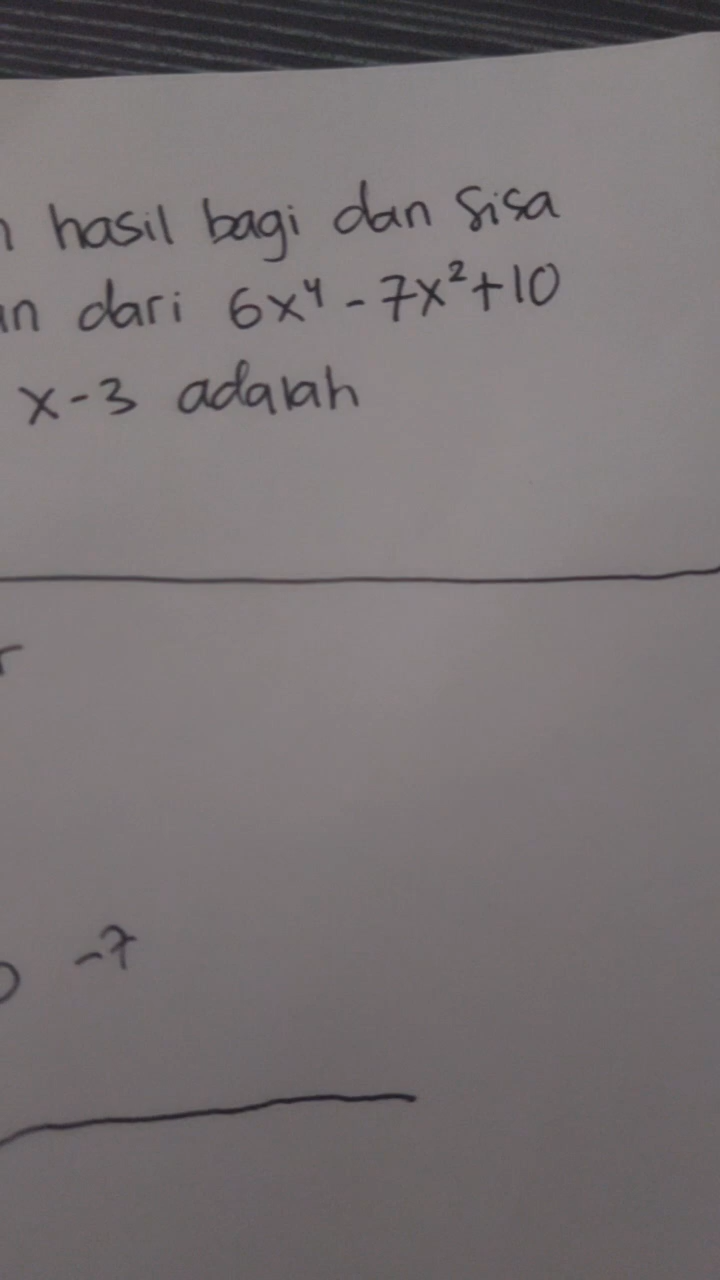 hasil bagi dan sisa
dari 6x⁴ - 7x² + 10
x - 3 adalah
-7